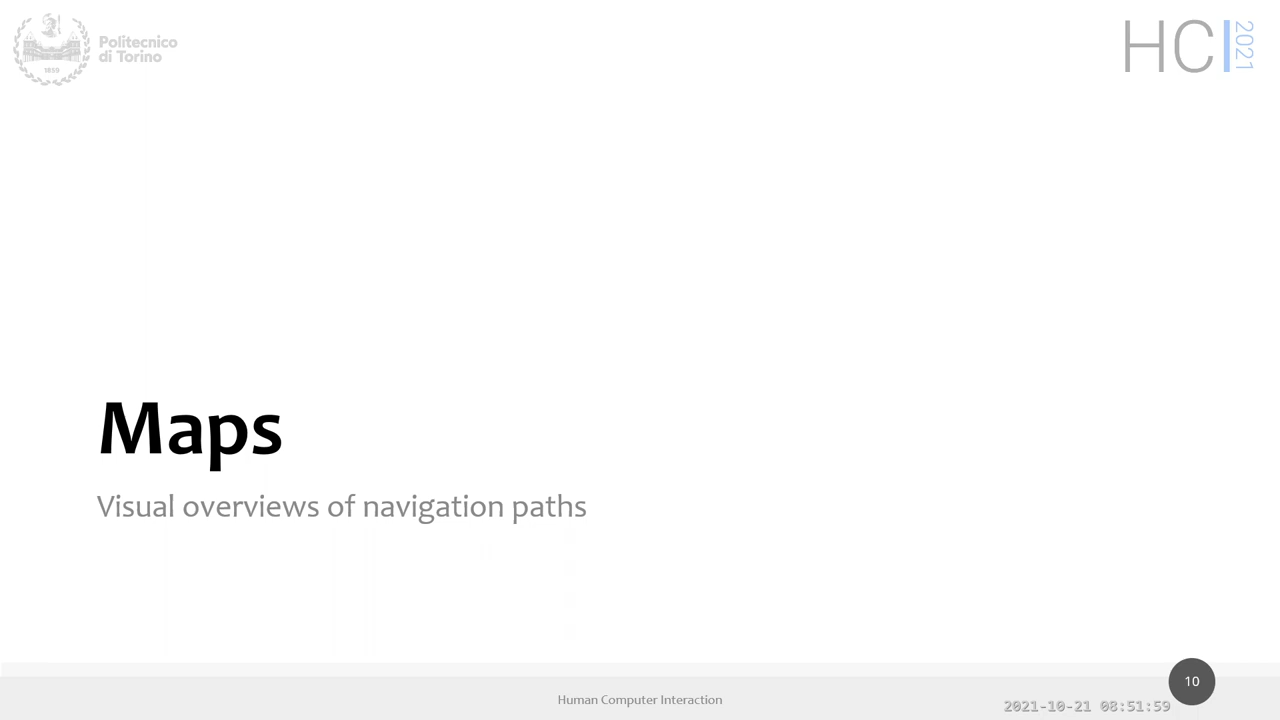 Politecnico
di Torino
1859
HCI
2021
Maps
Visual overviews of navigation paths
Human Computer Interaction
10
2021-10-21 08:51:59